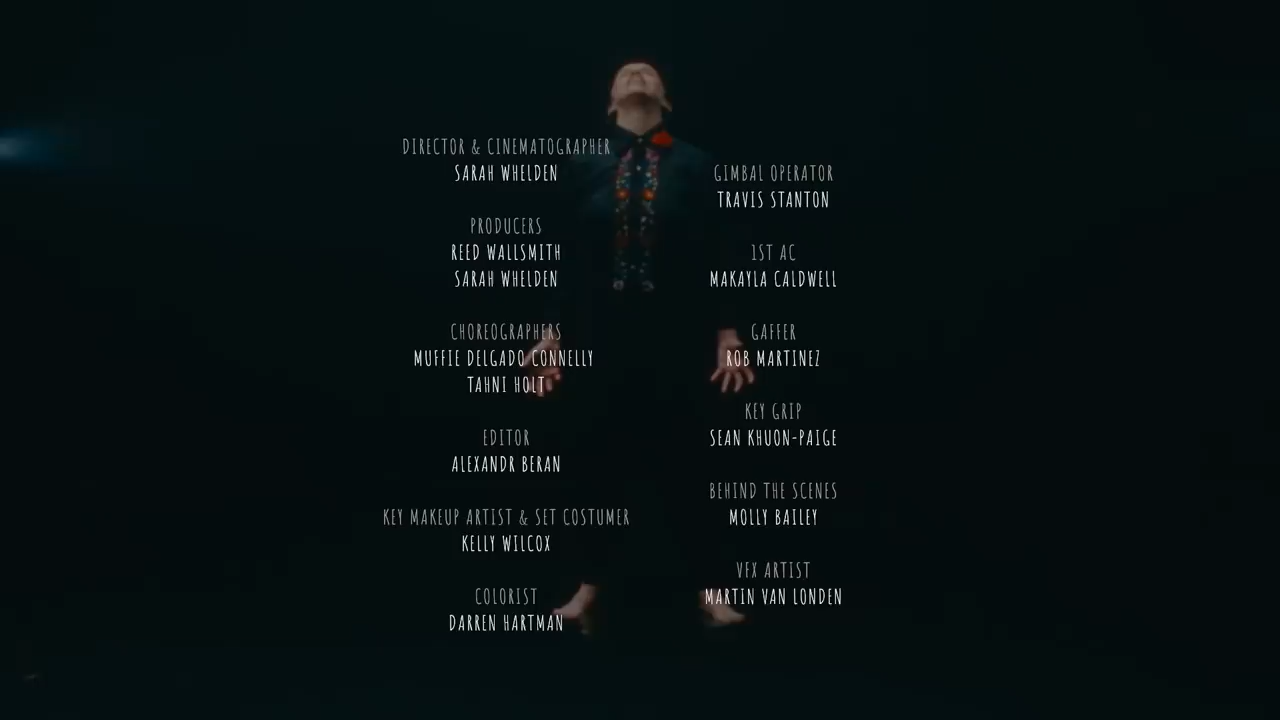 DIRECTOR & CINEMATOGRAPHER
SARAH WHELDEN
PRODUCERS
REED WALLSMITH
SARAH WHELDEN
CHOREOGRAPHERS
MUFFIE DELGADO CONNELLY
TAHNI HOLT
EDITOR
ALEXANDR BERAN
KEY MAKEUP ARTIST & SET COSTUMER
KELLY WILCOX
COLORIST
DARREN HARTMAN
GIMBAL OPERATOR
TRAVIS STANTON
1ST AC
MAKAYLA CALDWELL
GAFFER
ROB MARTINEZ
KEY GRIP
SEAN KHUON-PAIGE
BEHIND THE SCENES
MOLLY BAILEY
VFX ARTIST
MARTIN VAN LONDEN